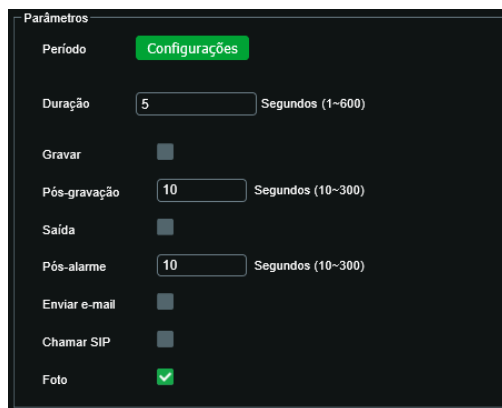 Parâmetros
Período Configurações
Duração 5 Segundos (1~600)
Gravar
Pós-gravação 10 Segundos (10~300)
Saída
Pós-alarme 10 Segundos (10~300)
Enviar e-mail
Chamar SIP
Foto